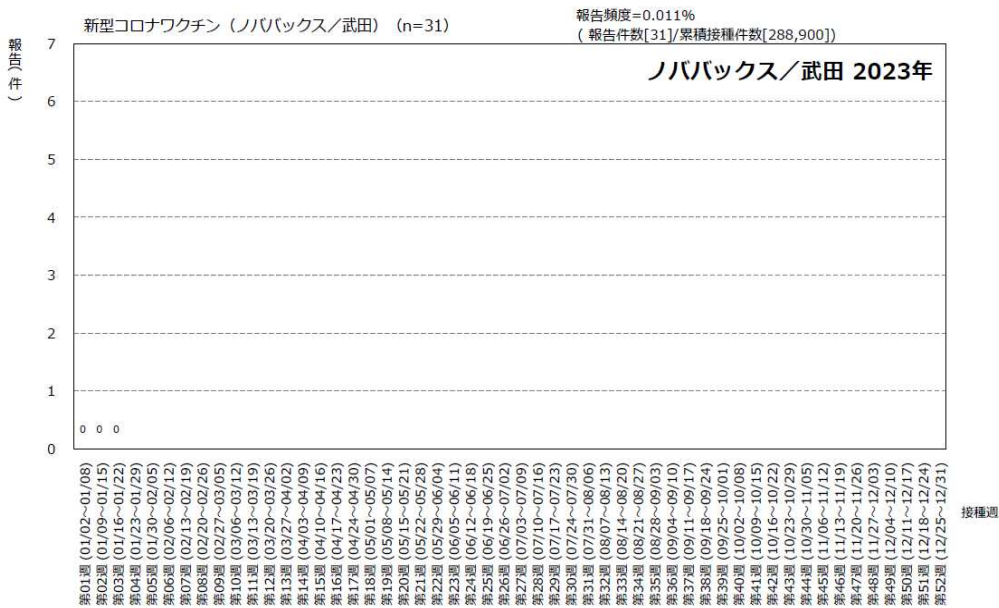 新型コロナワクチン（ノババックス／武田）（n=31）
報告頻度=0.011%
( 報告件数[31]/累積接種件数[288,900])
報告（件）
ノババックス／武田 2023年
7
6
5
4
3
2
1
0
0 0 0
第01週 (01/02～01/08)
第02週 (01/09～01/15)
第03週 (01/16～01/22)
第04週 (01/23～01/29)
第05週 (01/30～02/05)
第06週 (02/06～02/12)
第07週 (02/13～02/19)
第08週 (02/20～02/26)
第09週 (02/27～03/05)
第10週 (03/06～03/12)
第11週 (03/13～03/19)
第12週 (03/20～03/26)
第13週 (03/27～04/02)
第14週 (04/03～04/09)
第15週 (04/10～04/16)
第16週 (04/17～04/23)
第17週 (04/24～04/30)
第18週 (05/01～05/07)
第19週 (05/08～05/14)
第20週 (05/15～05/21)
第21週 (05/22～05/28)
第22週 (05/29～06/04)
第23週 (06/05～06/11)
第24週 (06/12～06/18)
第25週 (06/19～06/25)
第26週 (06/26～07/02)
第27週 (07/03～07/09)
第28週 (07/10～07/16)
第29週 (07/17～07/23)
第30週 (07/24～07/30)
第31週 (07/31～08/06)
第32週 (08/07～08/13)
第33週 (08/14～08/20)
第34週 (08/21～08/27)
第35週 (08/28～09/03)
第36週 (09/04～09/10)
第37週 (09/11～09/17)
第38週 (09/18～09/24)
第39週 (09/25～10/01)
第40週 (10/02～10/08)
第41週 (10/09～10/15)
第42週 (10/16～10/22)
第43週 (10/23～10/29)
第44週 (10/30～11/05)
第45週 (11/06～11/12)
第46週 (11/13～11/19)
第47週 (11/20～11/26)
第48週 (11/27～12/03)
第49週 (12/04～12/10)
第50週 (12/11～12/17)
第51週 (12/18～12/24)
第52週 (12/25～12/31)
接種週